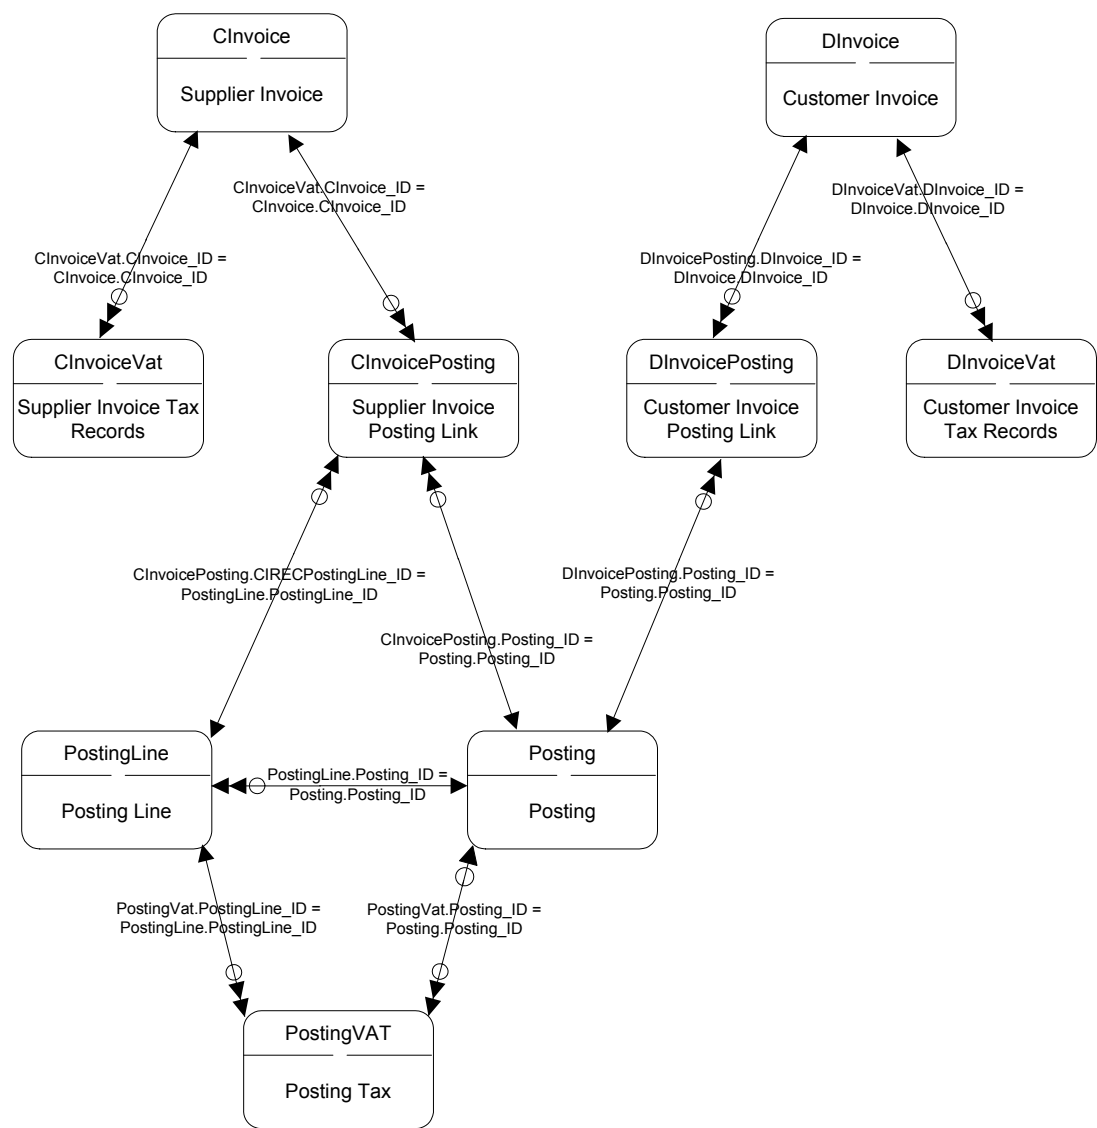 CInvoice
Supplier Invoice
DInvoice
Customer Invoice
CInvoiceVat.CInvoice_ID =
CInvoice.CInvoice_ID
DInvoiceVat.DInvoice_ID =
DInvoice.DInvoice_ID
CInvoiceVat.CInvoice_ID =
CInvoice.CInvoice_ID
DInvoicePosting.DInvoice_ID =
DInvoice.DInvoice_ID
CInvoiceVat
Supplier Invoice Tax
Records
CInvoicePosting
Supplier Invoice
Posting Link
DInvoicePosting
Customer Invoice
Posting Link
DInvoiceVat
Customer Invoice
Tax Records
CInvoicePosting.CIRECPostingLine_ID =
PostingLine.PostingLine_ID
DInvoicePosting.Posting_ID =
Posting.Posting_ID
CInvoicePosting.Posting_ID =
Posting.Posting_ID
PostingLine
Posting Line
PostingLine.Posting_ID =
Posting.Posting_ID
Posting
Posting
PostingVat.PostingLine_ID =
PostingLine.PostingLine_ID
PostingVat.Posting_ID =
Posting.Posting_ID
PostingVAT
Posting Tax